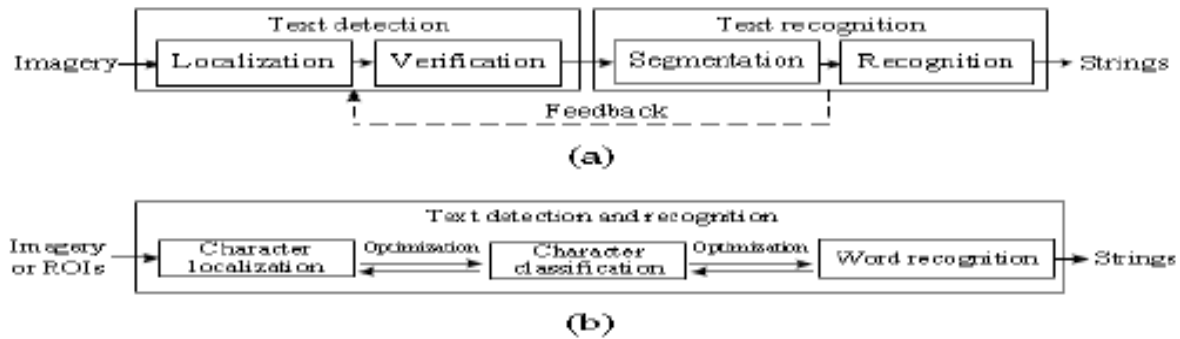 Text detection
Text recognition
Imagery
Localization
Verification
Segmentation
Recognition
Strings
Feedback
(a)
Text detection and recognition
Imagery
or ROIs
Character
localization
Optimization
Character
classification
Optimization
Word recognition
Strings
(b)